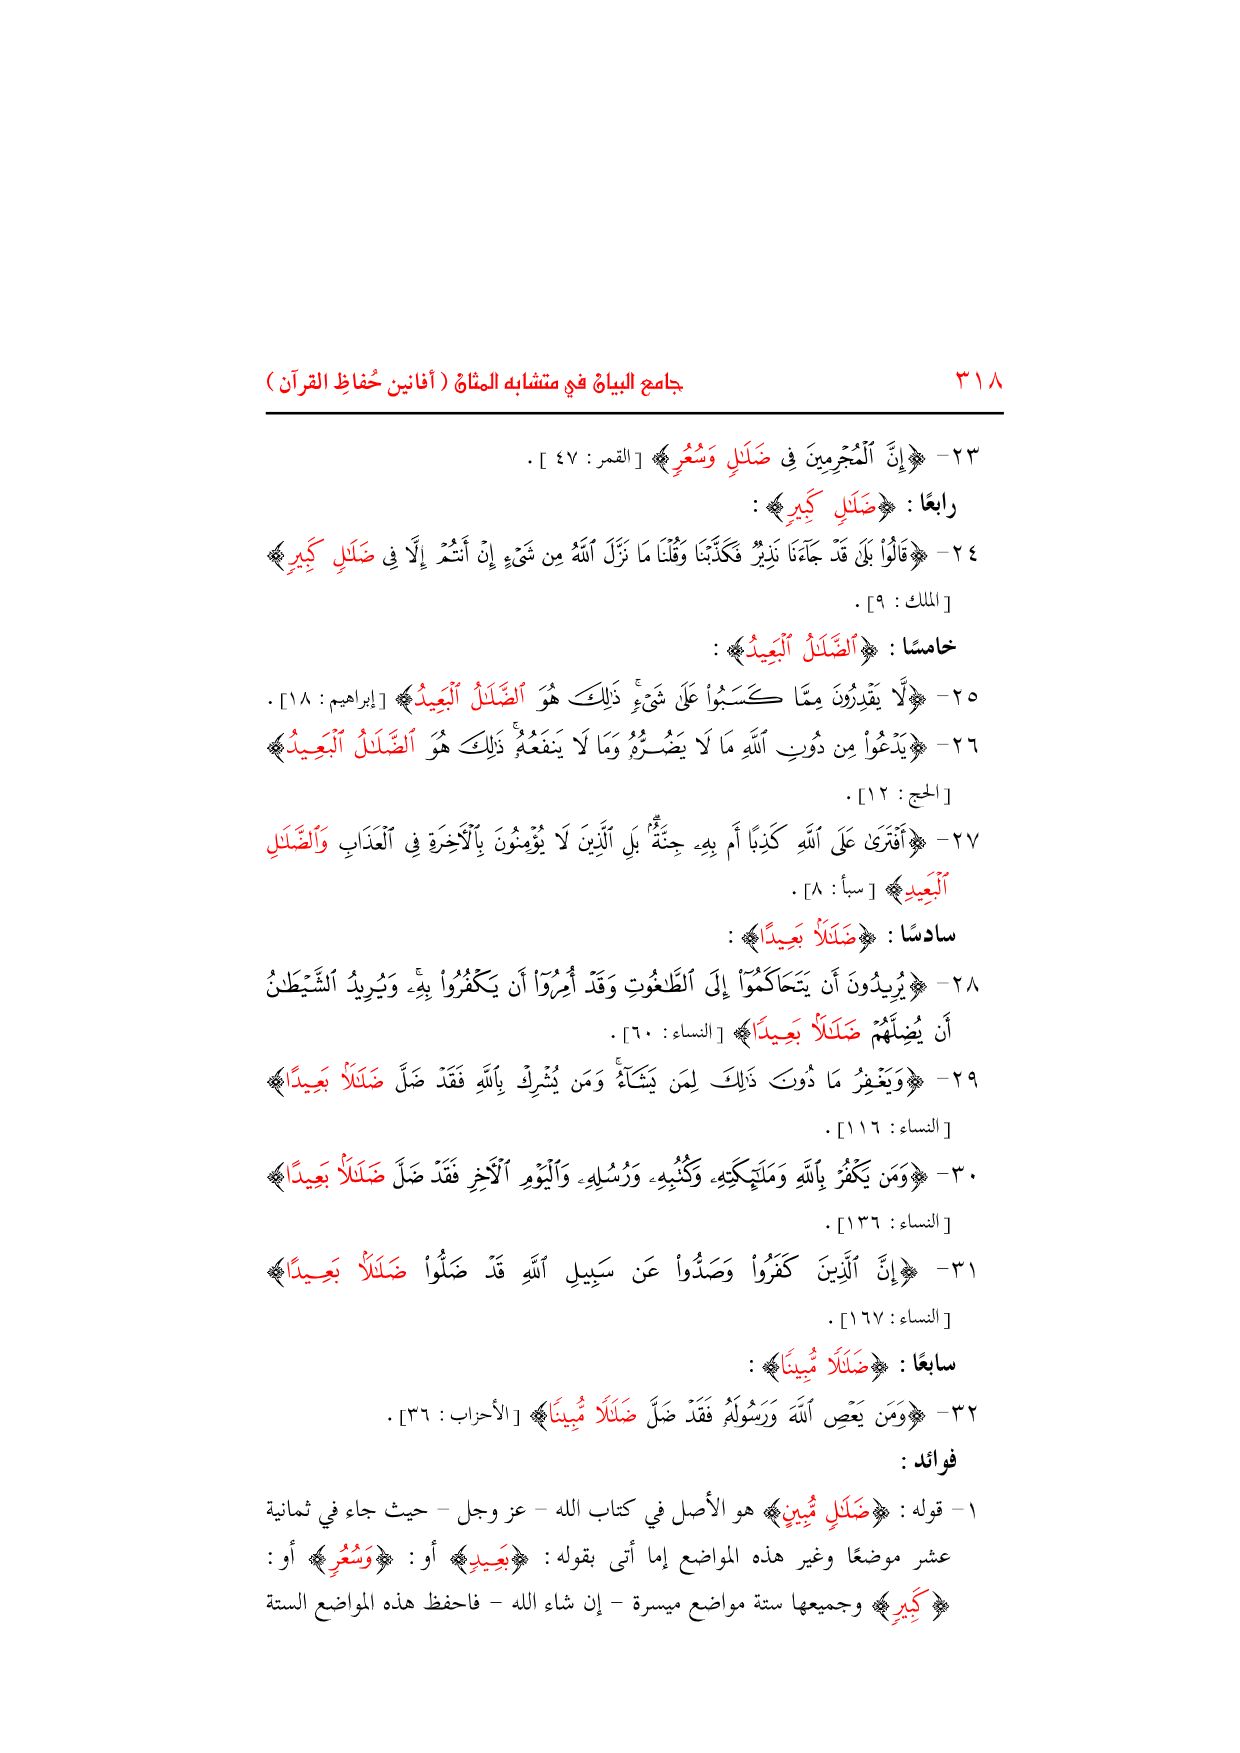 ٣١٨ جامع البيان في متشابه المثان ( أفانين حُفاظِ القرآن )
٢٣- ﴿إِنَّ ٱلْمُجْرِمِينَ فِى ضَلَٰلٍ وَسُعُرٍ﴾ [ القمر : ٤٧ ] .
رابعًا : ﴿ضَلَٰلٍ كَبِيرٍ﴾ :
٢٤- ﴿قَالُوا۟ بَلَىٰ قَدْ جَآءَنَا نَذِيرٌ فَكَذَّبْنَا وَقُلْنَا مَا نَزَّلَ ٱللَّهُ مِن شَىْءٍ إِنْ أَنتُمْ إِلَّا فِى ضَلَٰلٍ كَبِيرٍ﴾
[ الملك : ٩] .
خامسًا : ﴿ٱلضَّلَٰلُ ٱلْبَعِيدُ﴾ :
٢٥- ﴿لَّا يَقْدِرُونَ مِمَّا كَسَبُوا۟ عَلَىٰ شَىْءٍۚ ذَٰلِكَ هُوَ ٱلضَّلَٰلُ ٱلْبَعِيدُ﴾ [إبراهيم : ١٨] .
٢٦- ﴿يَدْعُوا۟ مِن دُونِ ٱللَّهِ مَا لَا يَضُرُّهُۥ وَمَا لَا يَنفَعُهُۥۚ ذَٰلِكَ هُوَ ٱلضَّلَٰلُ ٱلْبَعِيدُ﴾
[ الحج : ١٢] .
٢٧- ﴿أَفْتَرَىٰ عَلَى ٱللَّهِ كَذِبًا أَم بِهِۦ جِنَّةٌۢۗ بَلِ ٱلَّذِينَ لَا يُؤْمِنُونَ بِٱلْءَاخِرَةِ فِى ٱلْعَذَابِ وَٱلضَّلَٰلِ
ٱلْبَعِيدِ﴾ [ سبأ : ٨] .
سادسًا : ﴿ضَلَٰلًۢا بَعِيدًا﴾ :
٢٨- ﴿يُرِيدُونَ أَن يَتَحَاكَمُوٓا۟ إِلَى ٱلطَّٰغُوتِ وَقَدْ أُمِرُوٓا۟ أَن يَكْفُرُوا۟ بِهِۦۚ وَيُرِيدُ ٱلشَّيْطَٰنُ
أَن يُضِلَّهُمْ ضَلَٰلًۢا بَعِيدًا﴾ [ النساء : ٦٠] .
٢٩- ﴿وَيَغْفِرُ مَا دُونَ ذَٰلِكَ لِمَن يَشَآءُۚ وَمَن يُشْرِكْ بِٱللَّهِ فَقَدْ ضَلَّ ضَلَٰلًۢا بَعِيدًا﴾
[ النساء : ١١٦] .
٣٠- ﴿وَمَن يَكْفُرْ بِٱللَّهِ وَمَلَٰٓئِكَتِهِۦ وَكُتُبِهِۦ وَرُسُلِهِۦ وَٱلْيَوْمِ ٱلْءَاخِرِ فَقَدْ ضَلَّ ضَلَٰلًۢا بَعِيدًا﴾
[ النساء : ١٣٦] .
٣١- ﴿إِنَّ ٱلَّذِينَ كَفَرُوا۟ وَصَدُّوا۟ عَن سَبِيلِ ٱللَّهِ قَدْ ضَلُّوا۟ ضَلَٰلًۢا بَعِيدًا﴾
[ النساء : ١٦٧] .
سابعًا : ﴿ضَلَٰلًا مُّبِينًا﴾ :
٣٢- ﴿وَمَن يَعْصِ ٱللَّهَ وَرَسُولَهُۥ فَقَدْ ضَلَّ ضَلَٰلًا مُّبِينًا﴾ [ الأحزاب : ٣٦] .
فوائد :
١- قوله : ﴿ضَلَٰلٍ مُّبِينٍ﴾ هو الأصل في كتاب الله - عز وجل - حيث جاء في ثمانية
عشر موضعًا وغير هذه المواضع إما أتى بقوله : ﴿بَعِيدٍ﴾ أو : ﴿وَسُعُرٍ﴾ أو :
﴿كَبِيرٍ﴾ وجميعها ستة مواضع ميسرة - إن شاء الله - فاحفظ هذه المواضع الستة